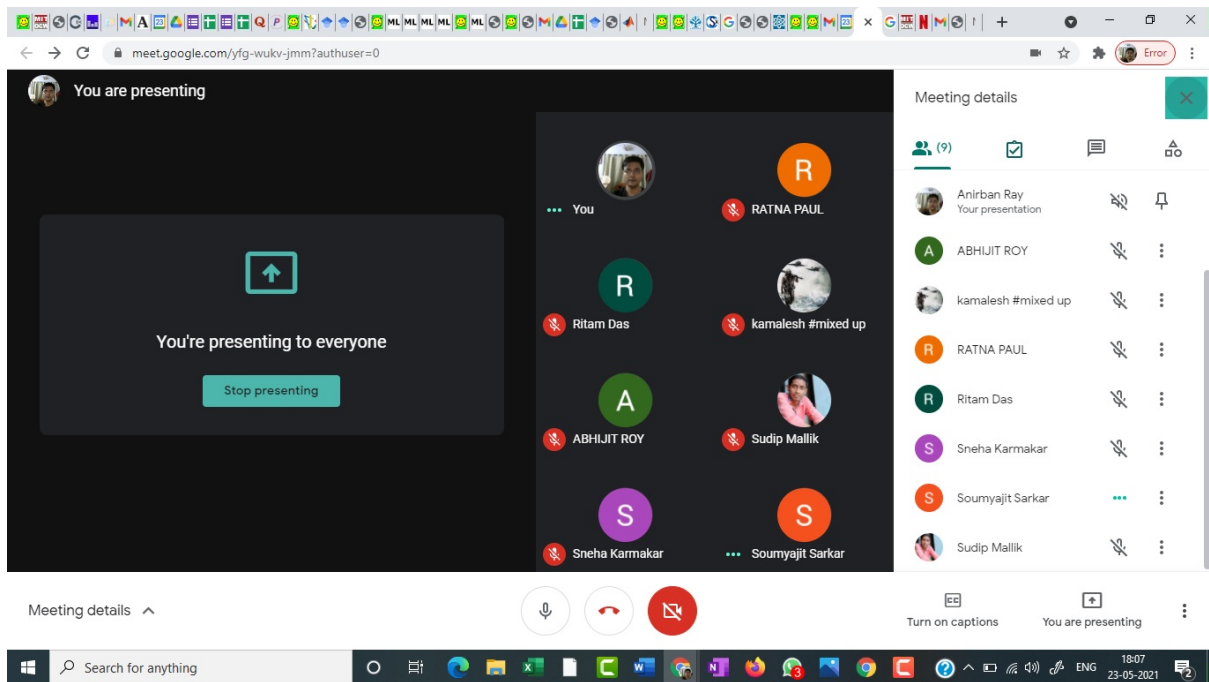 meet.google.com/yfg-wukv-jmm?authuser=0
Error
You are presenting
You're presenting to everyone
Stop presenting
You
R
RATNA PAUL
R
Ritam Das
kamalesh #mixed up
A
ABHIJIT ROY
Sudip Mallik
S
Sneha Karmakar
S
Soumyajit Sarkar
Meeting details
(9)
Anirban Ray
Your presentation
A
ABHIJIT ROY
kamalesh #mixed up
R
RATNA PAUL
R
Ritam Das
S
Sneha Karmakar
S
Soumyajit Sarkar
Sudip Mallik
Meeting details
CC
Turn on captions
You are presenting
Search for anything
ENG
18:07
23-05-2021